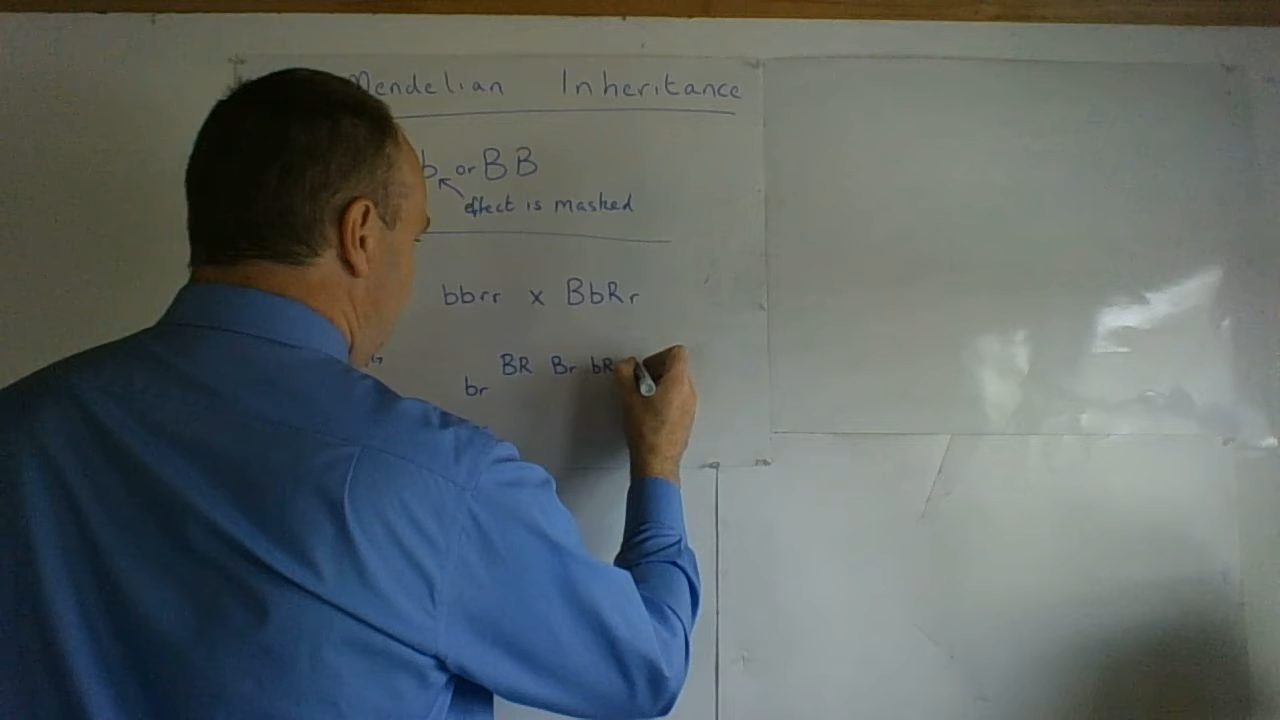 Mendelian Inheritance
b or BB
effect is masked
bbrr x BbRr
BR Br bR
br